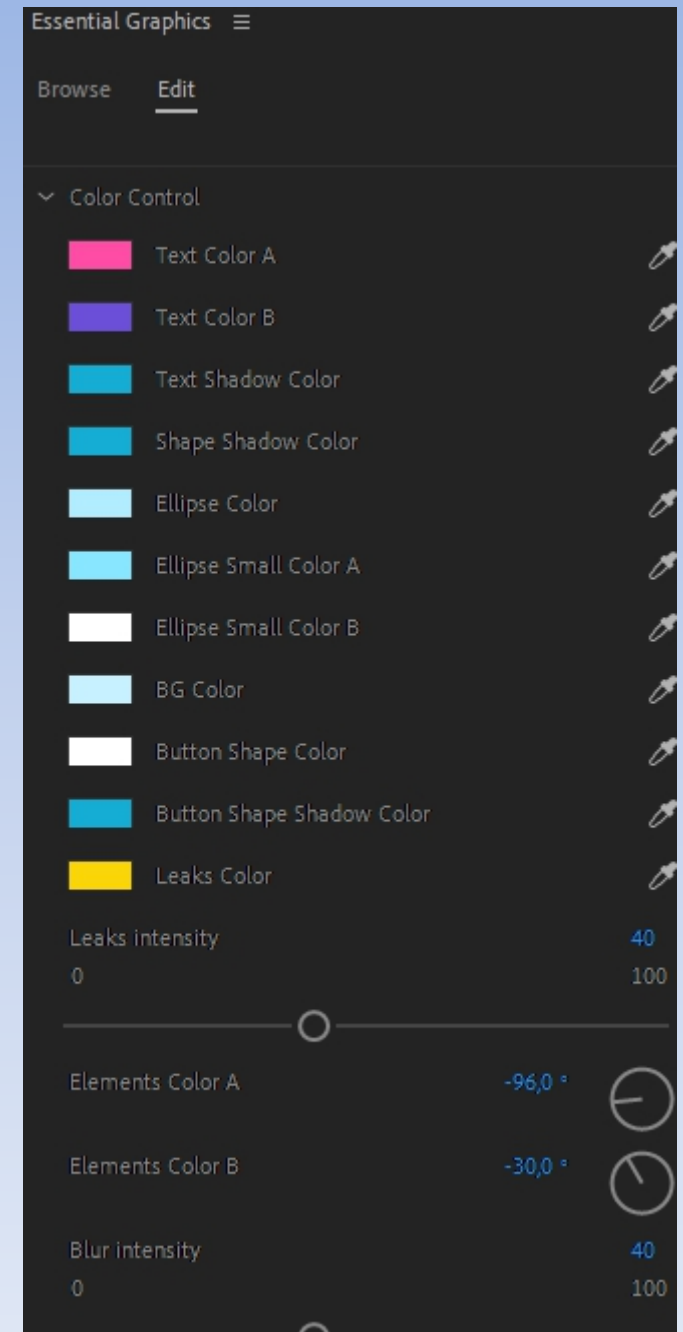 Essential Graphics
Browse Edit
Color Control
Text Color A
Text Color B
Text Shadow Color
Shape Shadow Color
Ellipse Color
Ellipse Small Color A
Ellipse Small Color B
BG Color
Button Shape Color
Button Shape Shadow Color
Leaks Color
Leaks intensity 40
0 100
Elements Color A -96,0 °
Elements Color B -30,0 °
Blur intensity 40
0 100